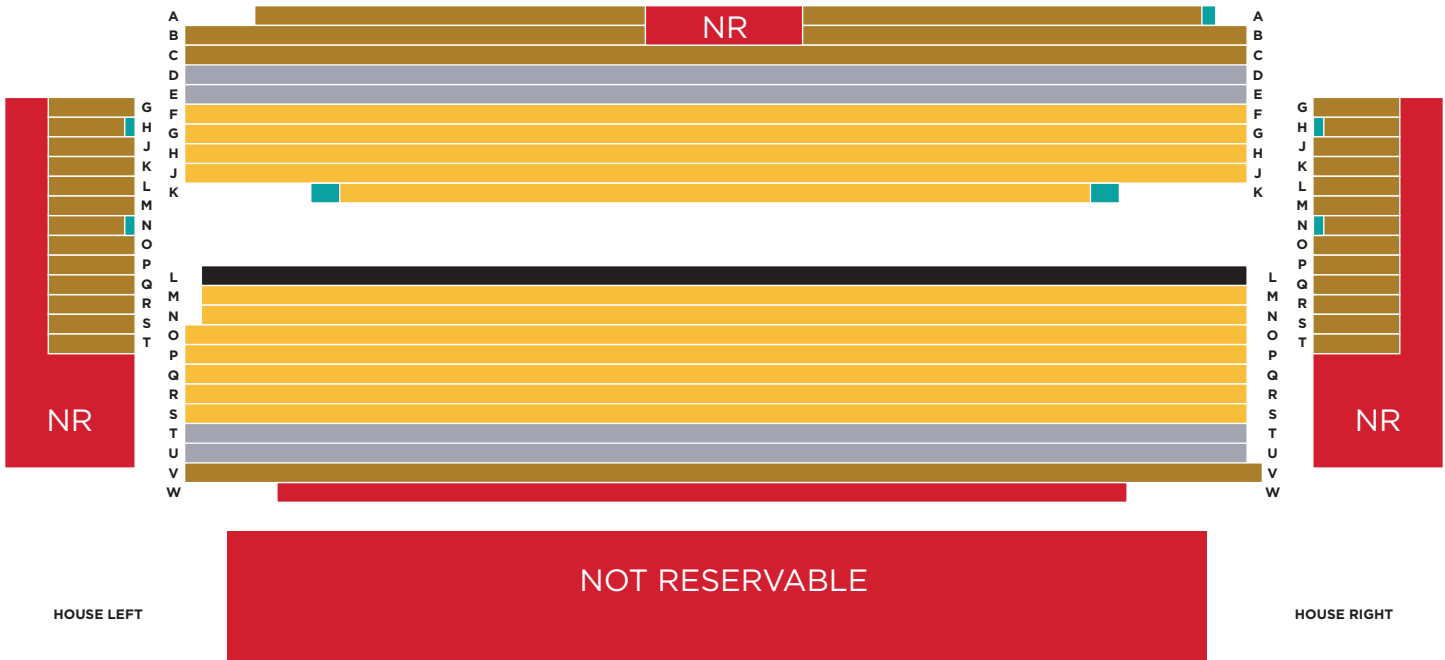 A NR A
B B
C C
D D
E E
F F
G G
H H
J J
K K
G
H
J
K
L
M
N
O
P
Q
R
S
T
NR
G
H
J
K
L
M
N
O
P
Q
R
S
T
NR
L L
M M
N N
O O
P P
Q Q
R R
S S
T T
U U
V V
W W
NOT RESERVABLE
HOUSE LEFT
HOUSE RIGHT